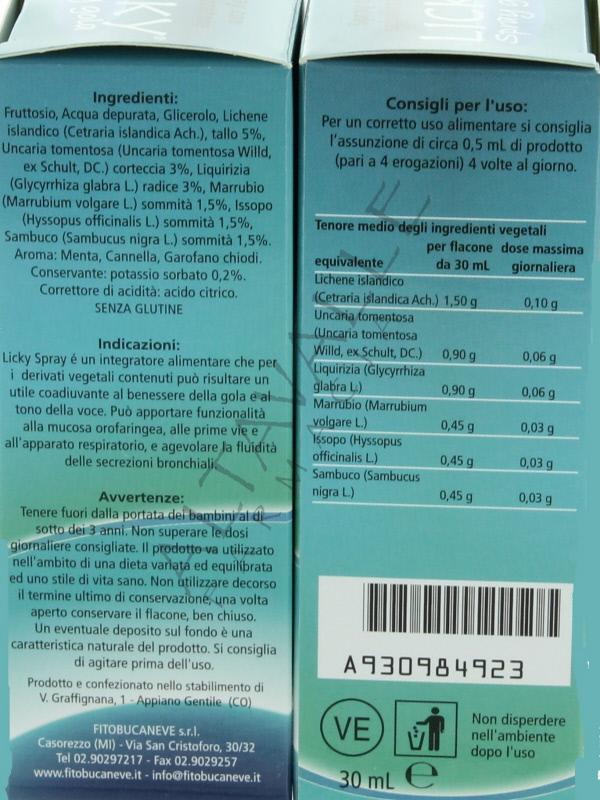 Ingredienti:
Fruttosio, Acqua depurata, Glicerolo, Lichene
islandico (Cetraria islandica Ach.), tallo 5%,
Uncaria tomentosa (Uncaria tomentosa Willd,
ex Schult, DC.) corteccia 3%, Liquirizia
(Glycyrrhiza glabra L.) radice 3%, Marrubio
(Marrubium volgare L.) sommità 1,5%, Issopo
(Hyssopus officinalis L.) sommità 1,5%,
Sambuco (Sambucus nigra L.) sommità 1,5%.
Aroma: Menta, Cannella, Garofano chiodi.
Conservante: potassio sorbato 0,2%.
Correttore di acidità: acido citrico.
SENZA GLUTINE
Indicazioni:
Licky Spray é un integratore alimentare che per
i derivati vegetali contenuti può risultare un
utile coadiuvante al benessere della gola e al
tono della voce. Può apportare funzionalità
alla mucosa orofaringea, alle prime vie e
all'apparato respiratorio, e agevolare la fluidità
delle secrezioni bronchiali.
Avvertenze:
Tenere fuori dalla portata dei bambini al di
sotto dei 3 anni. Non superare le dosi
giornaliere consigliate. Il prodotto va utilizzato
nell'ambito di una dieta variata ed equilibrata
ed uno stile di vita sano. Non utilizzare decorso
il termine ultimo di conservazione, una volta
aperto conservare il flacone, ben chiuso.
Un eventuale deposito sul fondo è una
caratteristica naturale del prodotto. Si consiglia
di agitare prima dell'uso.
Prodotto e confezionato nello stabilimento di
V. Graffignana, 1 - Appiano Gentile (CO)
FITOBUCANEVE s.r.l.
Casorezzo (MI) - Via San Cristoforo, 30/32
Tel 02.90297217 - Fax 02.9029257
www.fitobucaneve.it - info@fitobucaneve.it
LICK
Consigli per l'uso:
Per un corretto uso alimentare si consiglia
l'assunzione di circa 0,5 mL di prodotto
(pari a 4 erogazioni) 4 volte al giorno.
Tenore medio degli ingredienti vegetali
per flacone dose massima
equivalente da 30 mL giornaliera
Lichene islandico
(Cetraria islandica Ach.) 1,50 g 0,10 g
Uncaria tomentosa
(Uncaria tomentosa
Willd, ex Schult, DC.) 0,90 g 0,06 g
Liquirizia (Glycyrrhiza
glabra L.) 0,90 g 0,06 g
Marrubio (Marrubium
volgare L.) 0,45 g 0,03 g
Issopo (Hyssopus
officinalis L.) 0,45 g 0,03 g
Sambuco (Sambucus
nigra L.) 0,45 g 0,03 g
A930984923
VE
Non disperdere
nell'ambiente
dopo l'uso
30 mL e